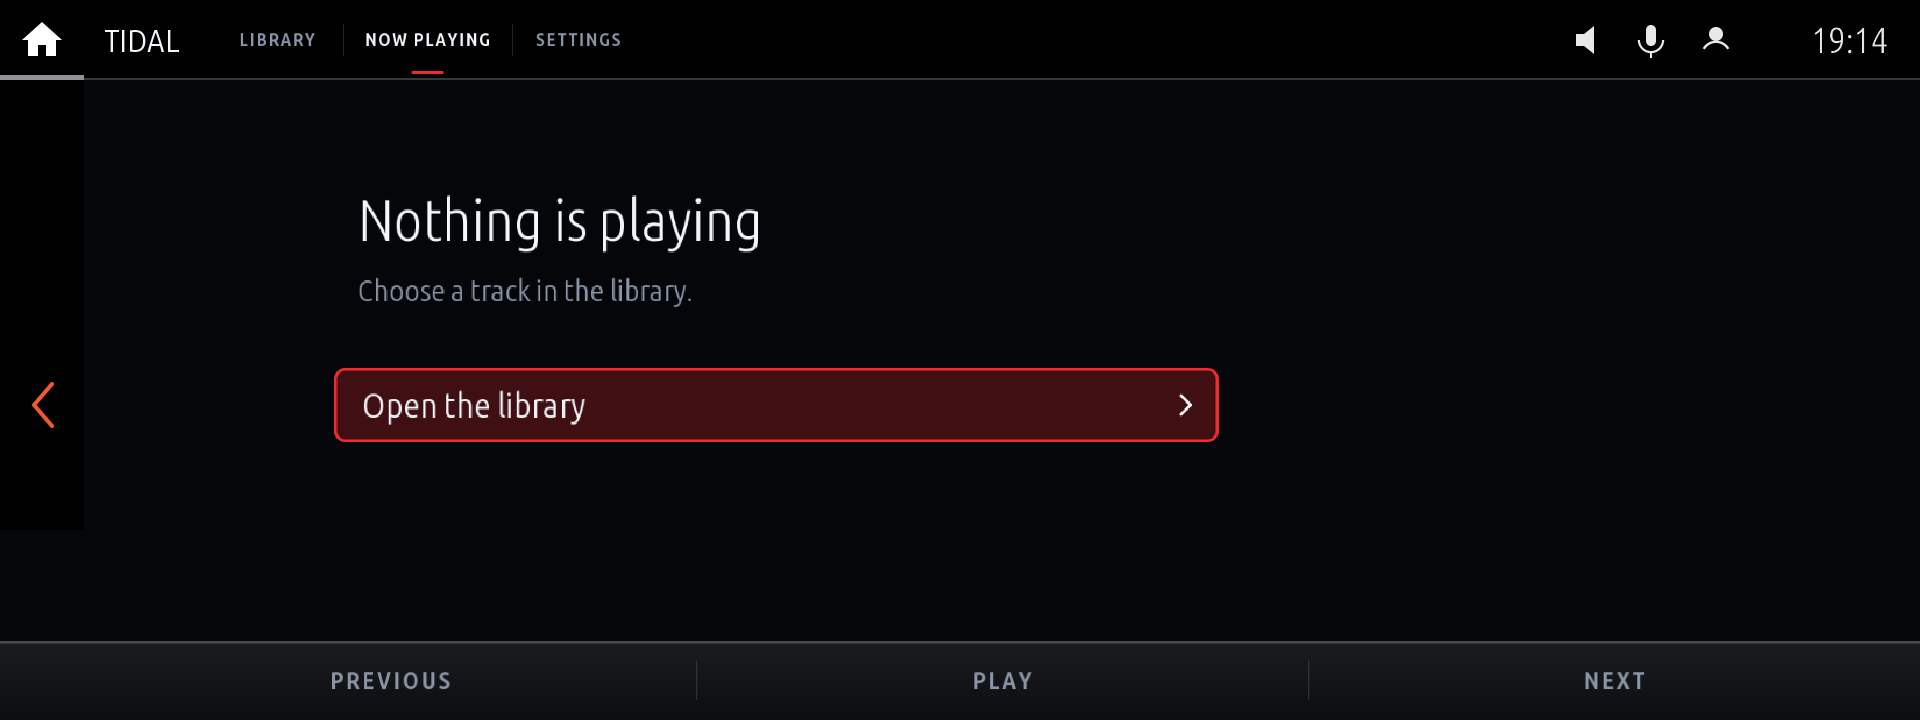 TIDAL
LIBRARY
NOW PLAYING
SETTINGS
19:14
Nothing is playing
Choose a track in the library.
Open the library
PREVIOUS
PLAY
NEXT